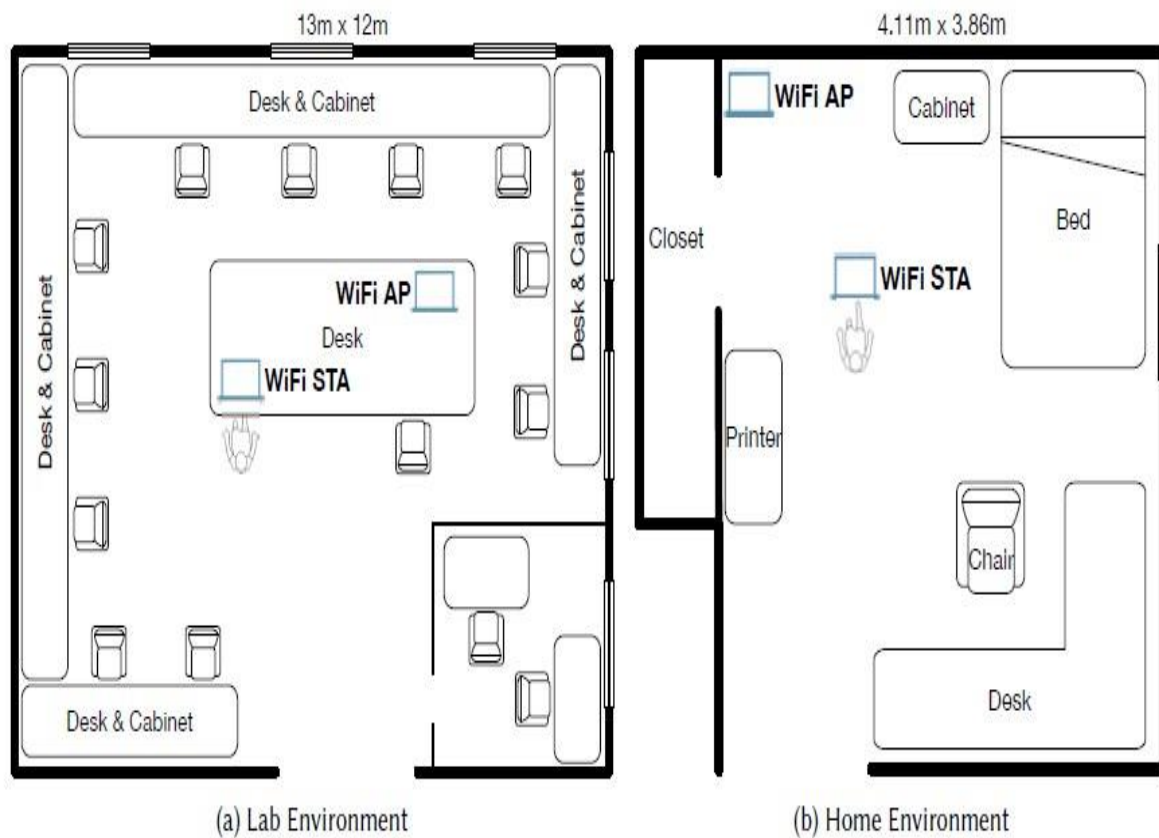 13m x 12m
Desk & Cabinet
Desk & Cabinet
Desk & Cabinet
WiFi AP
Desk
WiFi STA
Desk & Cabinet
(a) Lab Environment
4.11m x 3.86m
WiFi AP
Cabinet
Closet
Bed
WiFi STA
Printer
Chair
Desk
(b) Home Environment